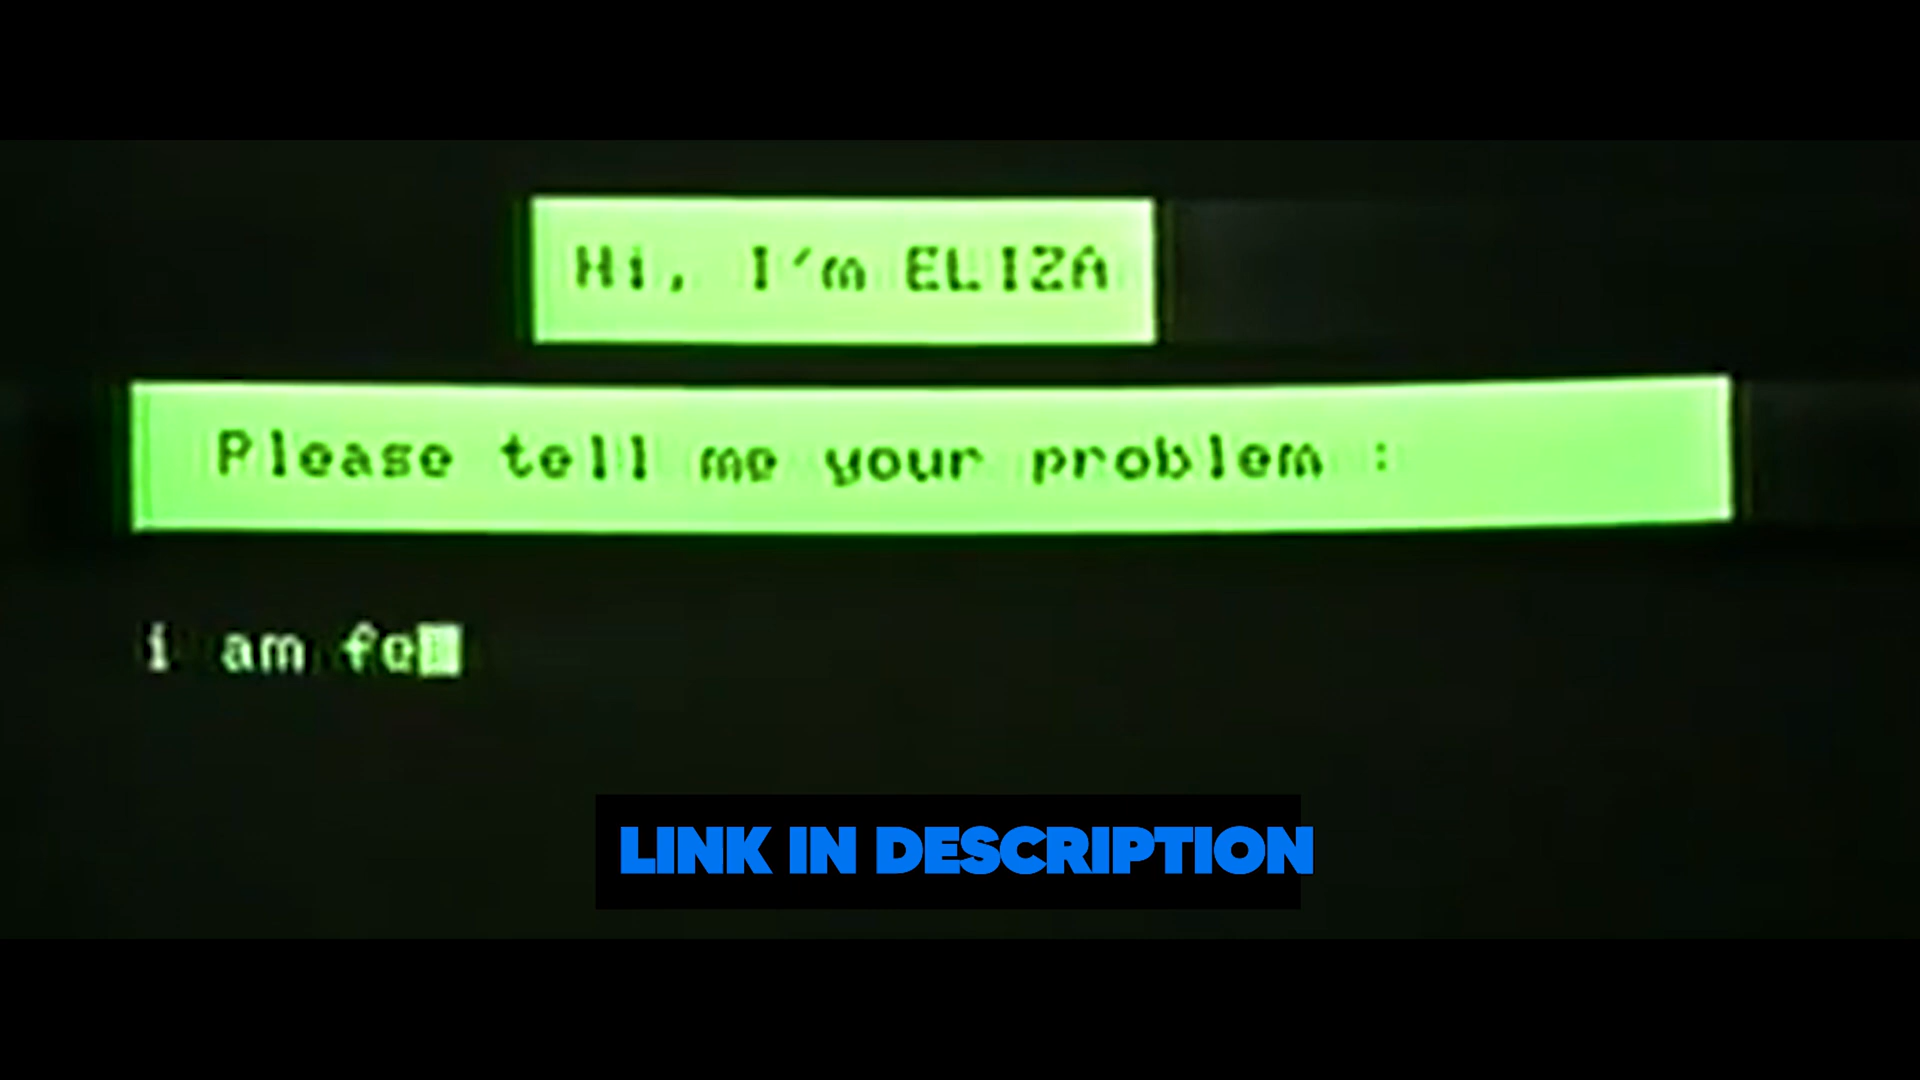 Hi, I'm ELIZA
Please tell me your problem :
i am fe
LINK IN DESCRIPTION